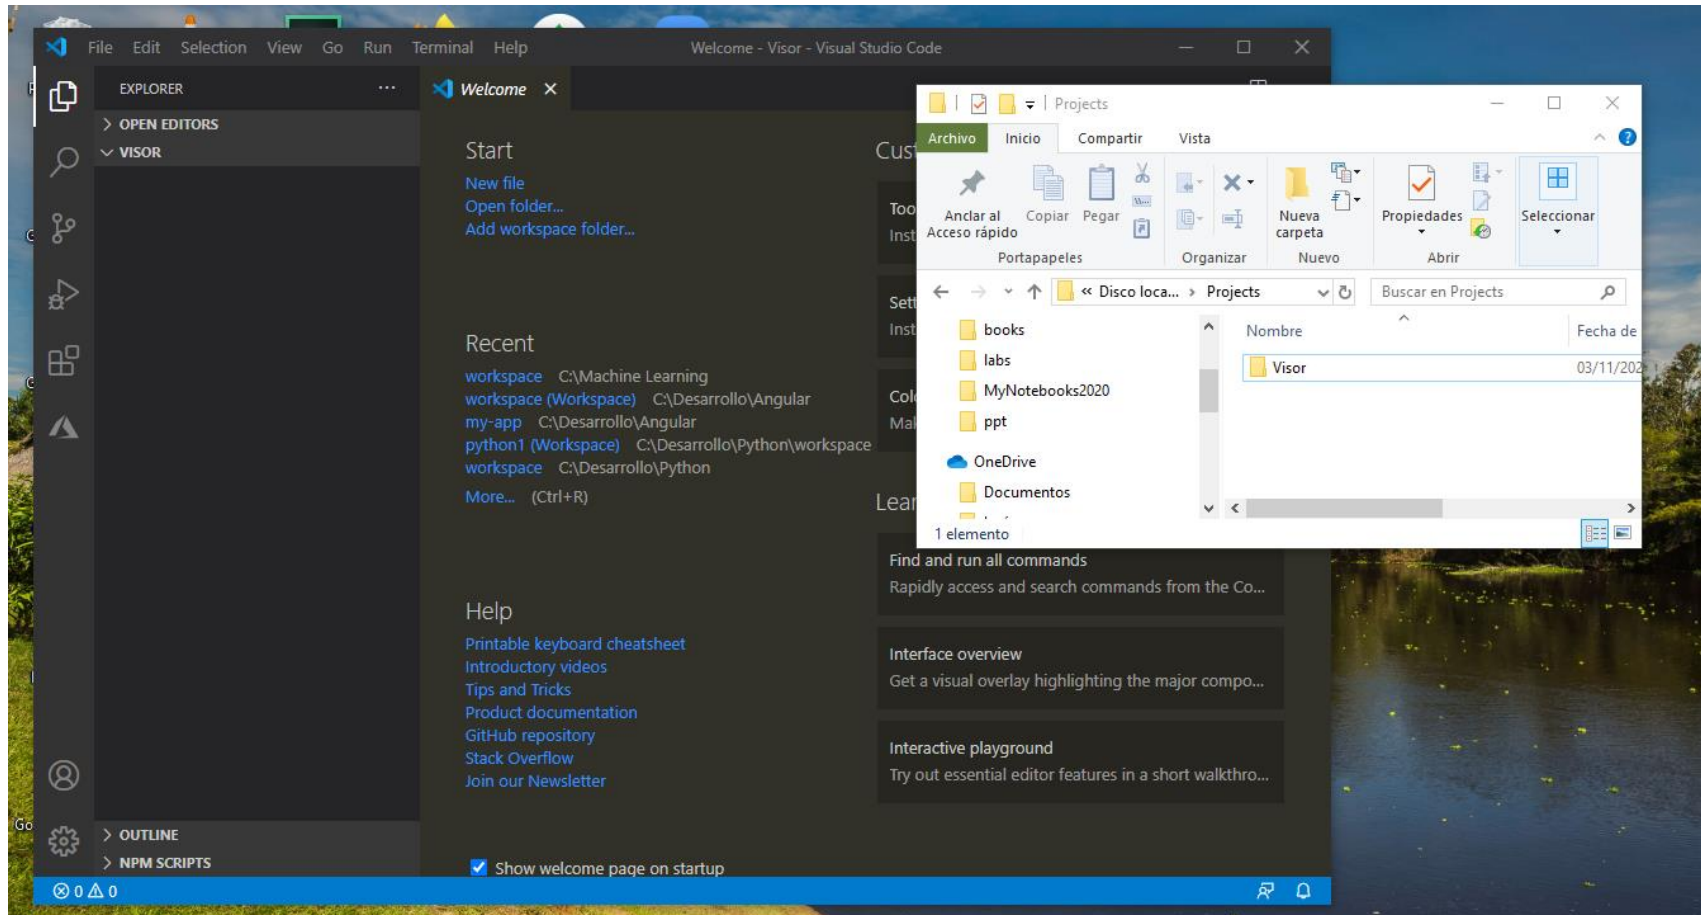 File Edit Selection View Go Run Terminal Help
Welcome - Visor - Visual Studio Code
EXPLORER
OPEN EDITORS
VISOR
OUTLINE
NPM SCRIPTS
Welcome
Start
New file
Open folder...
Add workspace folder...
Recent
workspace C:\Machine Learning
workspace (Workspace) C:\Desarrollo\Angular
my-app C:\Desarrollo\Angular
python1 (Workspace) C:\Desarrollo\Python\workspace
workspace C:\Desarrollo\Python
More... (Ctrl+R)
Help
Printable keyboard cheatsheet
Introductory videos
Tips and Tricks
Product documentation
GitHub repository
Stack Overflow
Join our Newsletter
Show welcome page on startup
Find and run all commands
Rapidly access and search commands from the Co...
Interface overview
Get a visual overlay highlighting the major compo...
Interactive playground
Try out essential editor features in a short walkthro...
0 0
Projects
Archivo Inicio Compartir Vista
Anclar al
Acceso rápido
Copiar
Pegar
Nueva
carpeta
Propiedades
Seleccionar
Portapapeles Organizar Nuevo Abrir
« Disco loca... › Projects
Buscar en Projects
books
labs
MyNotebooks2020
ppt
OneDrive
Documentos
Nombre Fecha de
Visor 03/11/202
1 elemento